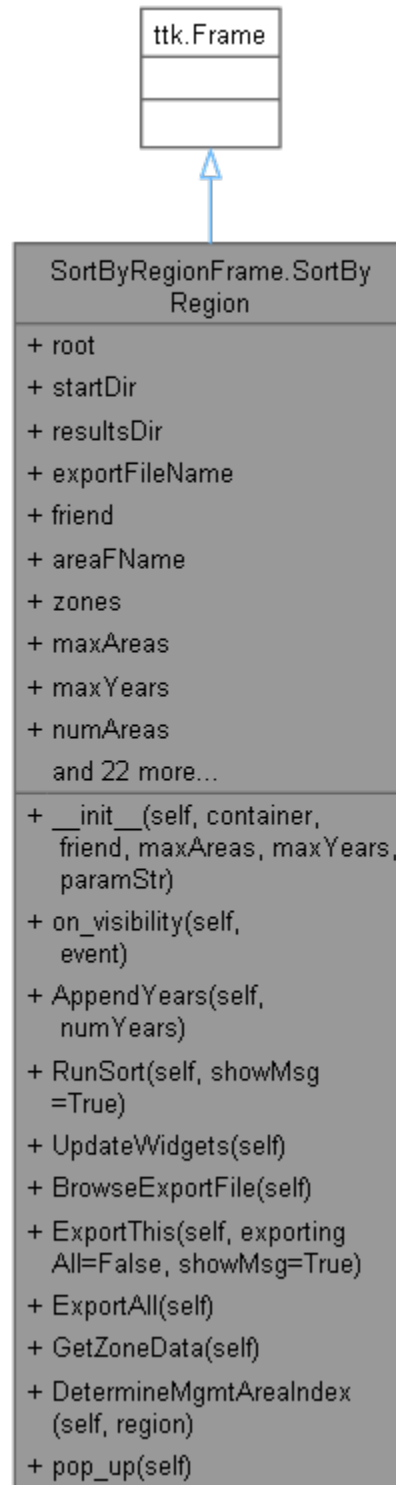 ttk.Frame
SortByRegionFrame.SortBy
Region
+ root
+ startDir
+ resultsDir
+ exportFileName
+ friend
+ areaFName
+ zones
+ maxAreas
+ maxYears
+ numAreas
and 22 more...
+ __init__(self, container,
friend, maxAreas, maxYears,
paramStr)
+ on_visibility(self,
event)
+ AppendYears(self,
numYears)
+ RunSort(self, showMsg
=True)
+ UpdateWidgets(self)
+ BrowseExportFile(self)
+ ExportThis(self, exporting
All=False, showMsg=True)
+ ExportAll(self)
+ GetZoneData(self)
+ DetermineMgmtAreaIndex
(self, region)
+ pop_up(self)